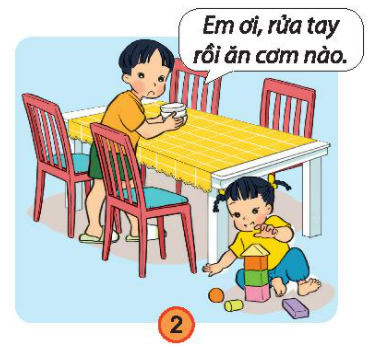 Em ơi, rửa tay
rồi ăn cơm nào.
2